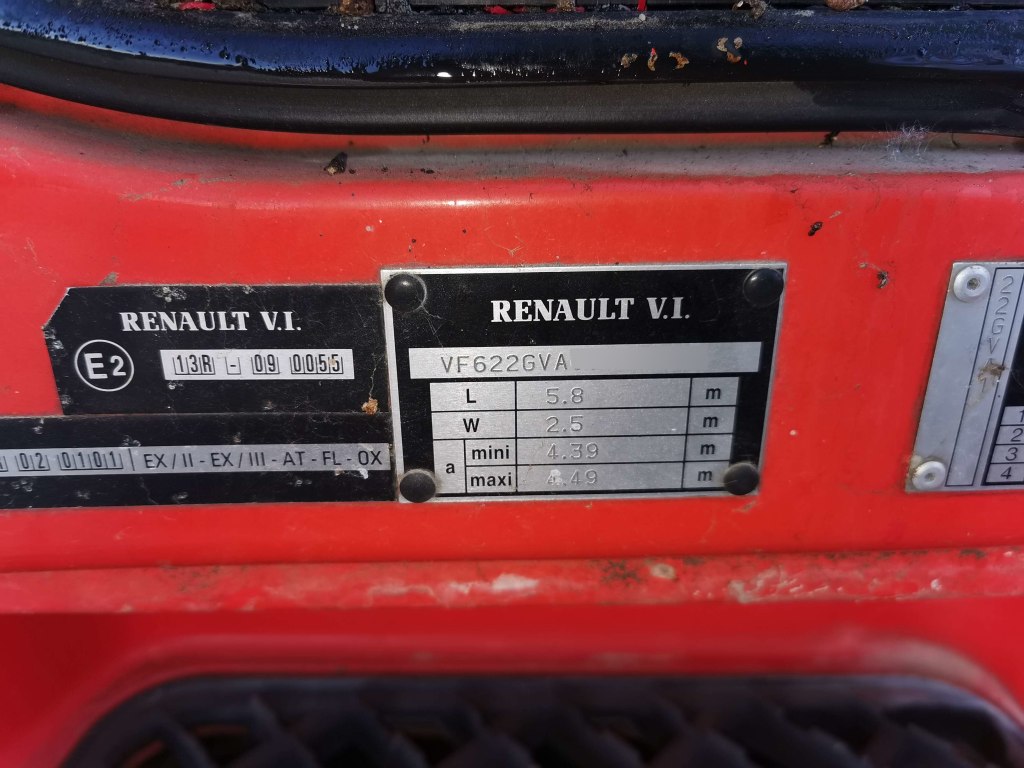 RENAULT V.I.
E2
13R - 09 0055
02 0101 EX/II - EX/III - AT - FL - OX
RENAULT V.I.
VF622GVA
L 5.8 m
W 2.5 m
a mini 4.39 m
maxi 4.49 m
22GV
1
2
3
4